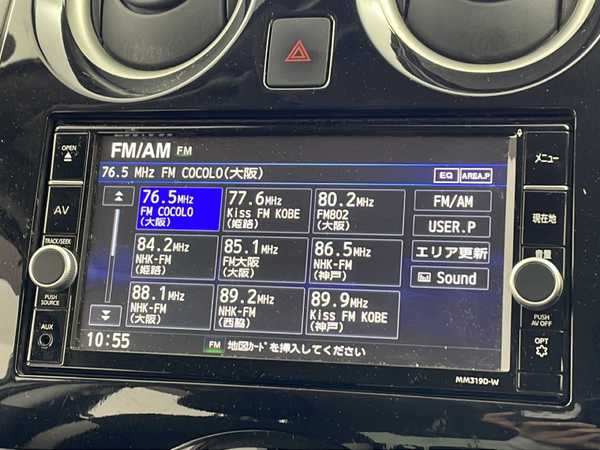 OPEN
AV
TRACK/SEEK
PUSH
SOURCE
AUX
FM/AM FM
76.5 MHz FM COCOLO(大阪) EQ AREA.P
76.5MHz
FM COCOLO
(大阪)
77.6MHz
Kiss FM KOBE
(姫路)
80.2MHz
FM802
(大阪)
FM/AM
USER.P
84.2MHz
NHK-FM
(姫路)
85.1MHz
FM大阪
(大阪)
86.5MHz
NHK-FM
(神戸)
エリア更新
Sound
88.1MHz
NHK-FM
(大阪)
89.2MHz
NHK-FM
(西脇)
89.9MHz
Kiss FM KOBE
(神戸)
10:55 FM 地図ｶｰﾄﾞを挿入してください
メニュー
現在地
音量
PUSH
AV OFF
OPT
MM319D-W